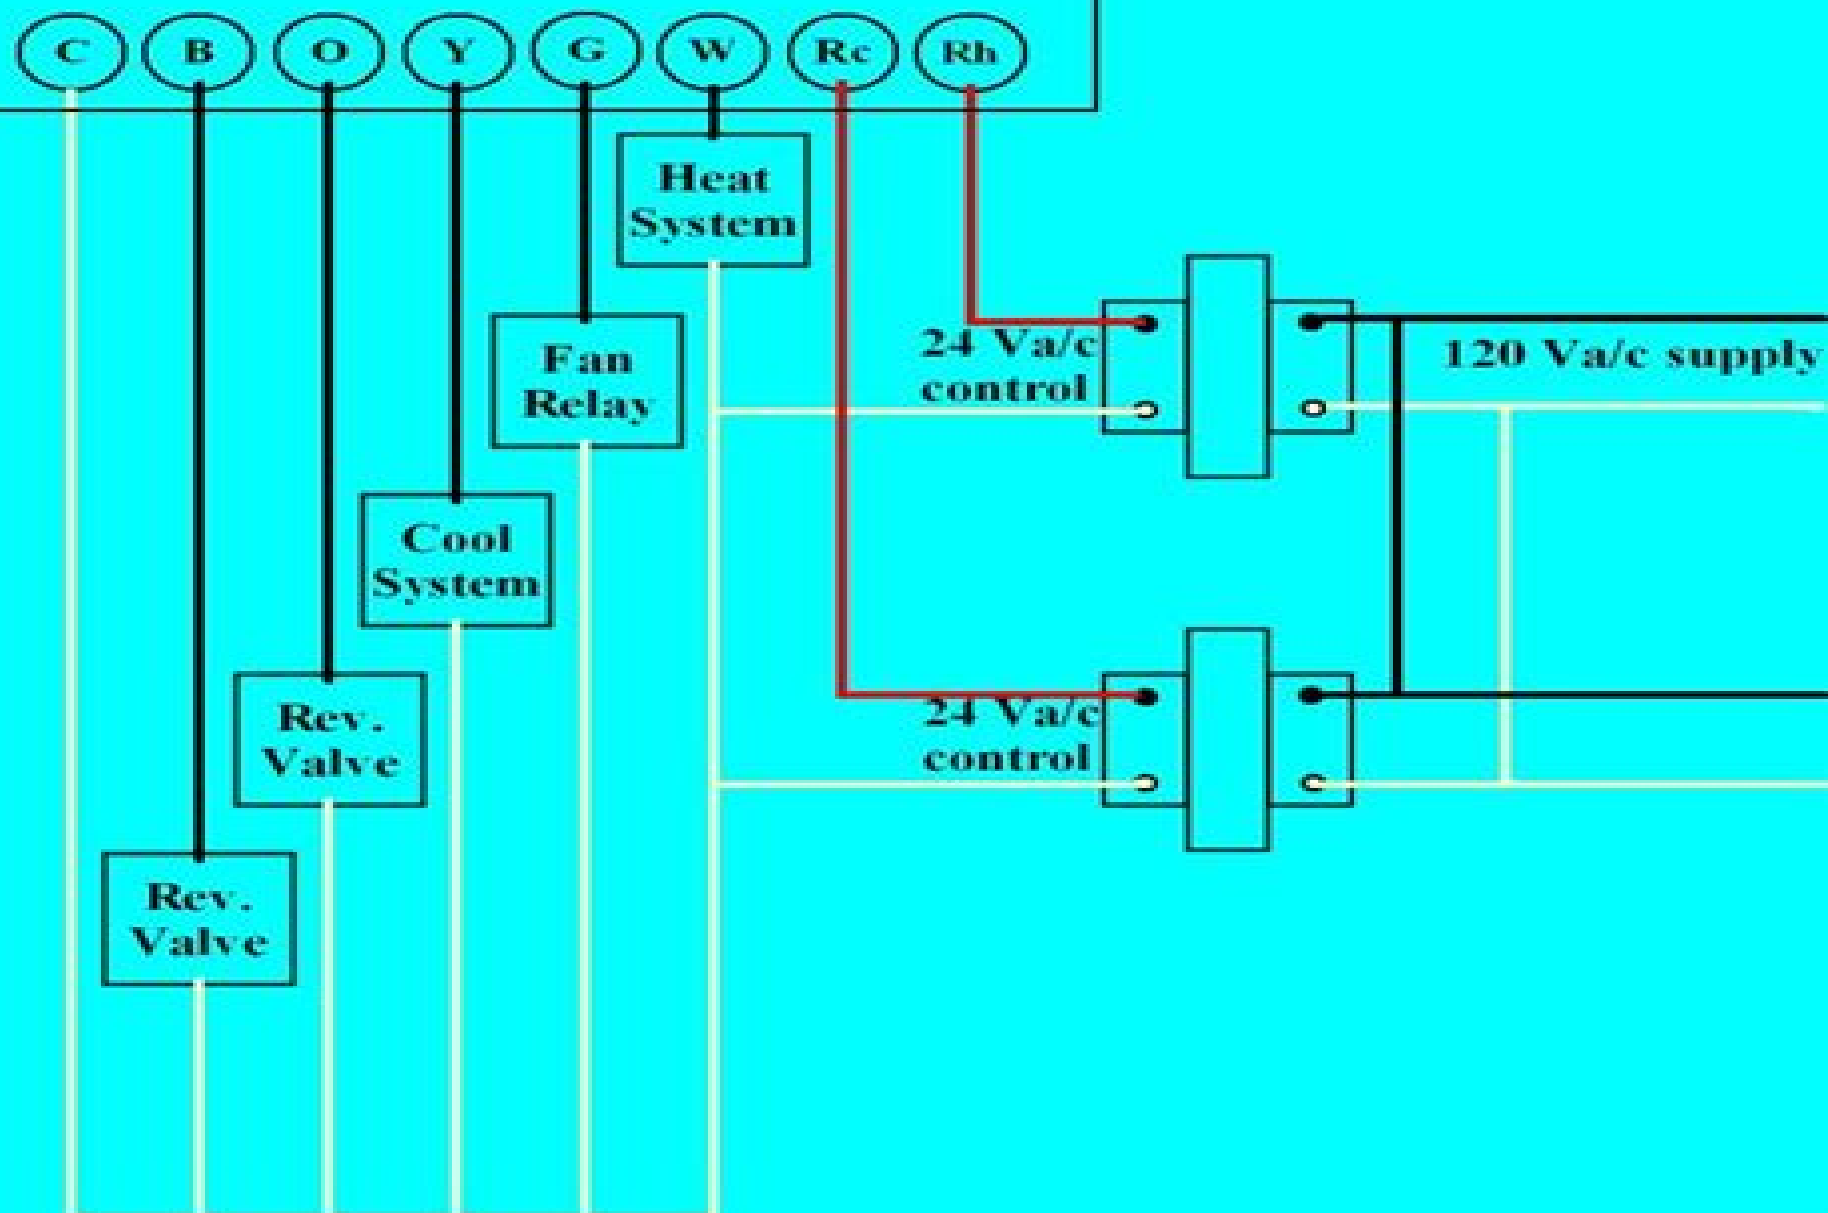 C B O Y G W Rc Rh
Heat
System
Fan
Relay
24 Va/c
control
120 Va/c supply
Cool
System
Rev.
Valve
24 Va/c
control
Rev.
Valve